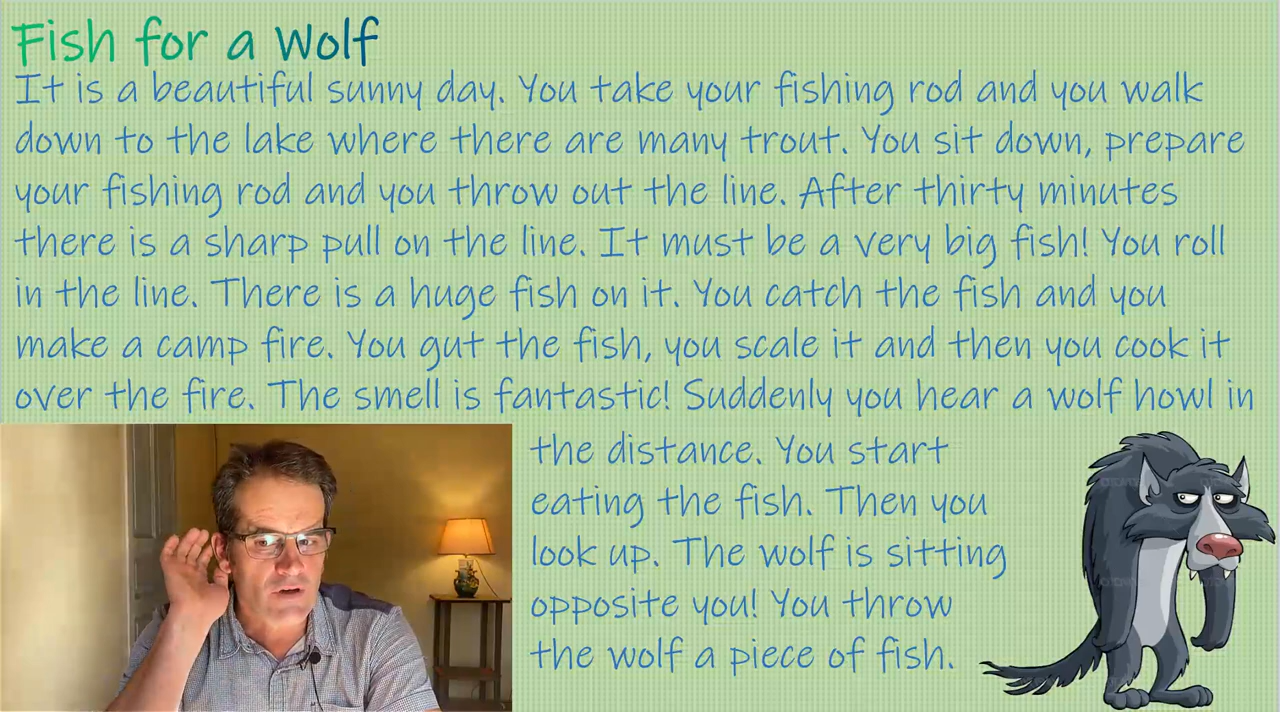 Fish for a Wolf
It is a beautiful sunny day. You take your fishing rod and you walk
down to the lake where there are many trout. You sit down, prepare
your fishing rod and you throw out the line. After thirty minutes
there is a sharp pull on the line. It must be a very big fish! You roll
in the line. There is a huge fish on it. You catch the fish and you
make a camp fire. You gut the fish, you scale it and then you cook it
over the fire. The smell is fantastic! Suddenly you hear a wolf howl in
the distance. You start
eating the fish. Then you
look up. The wolf is sitting
opposite you! You throw
the wolf a piece of fish.